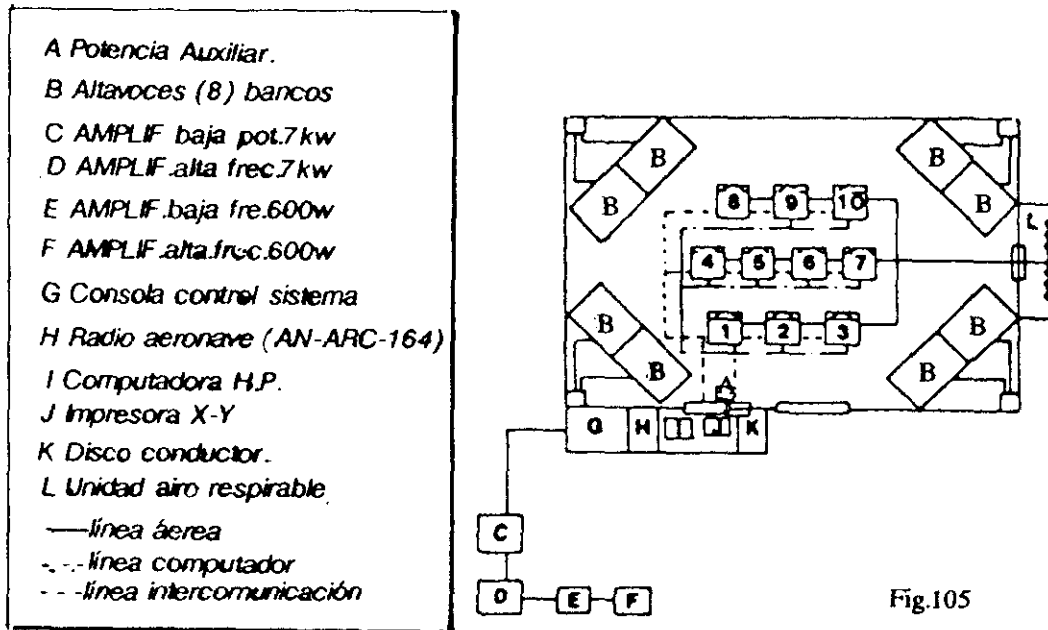 A Potencia Auxiliar.
B Altavoces (8) bancos
C AMPLIF baja pot.7kw
D AMPLIF.alta frec.7kw
E AMPLIF.baja fre.600w
F AMPLIF.alta.frec.600w
G Consola control sistema
H Radio aeronave (AN-ARC-164)
I Computadora H.P.
J Impresora X-Y
K Disco conductor.
L Unidad airo respirable
línea áerea
línea computador
línea intercomunicación
B B
B B
8 9 10
L
4 5 6 7
1 2 3
B B
B B
A
G H I J K
C
D E F
Fig.105